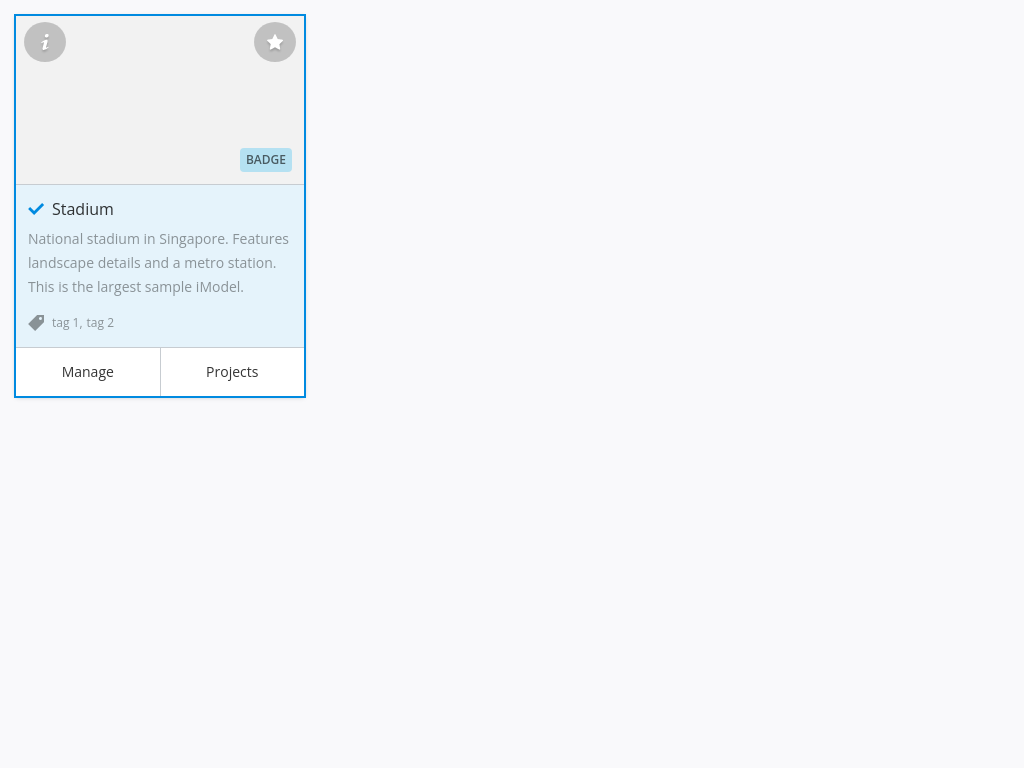 BADGE
Stadium
National stadium in Singapore. Features
landscape details and a metro station.
This is the largest sample iModel.
tag 1, tag 2
Manage
Projects